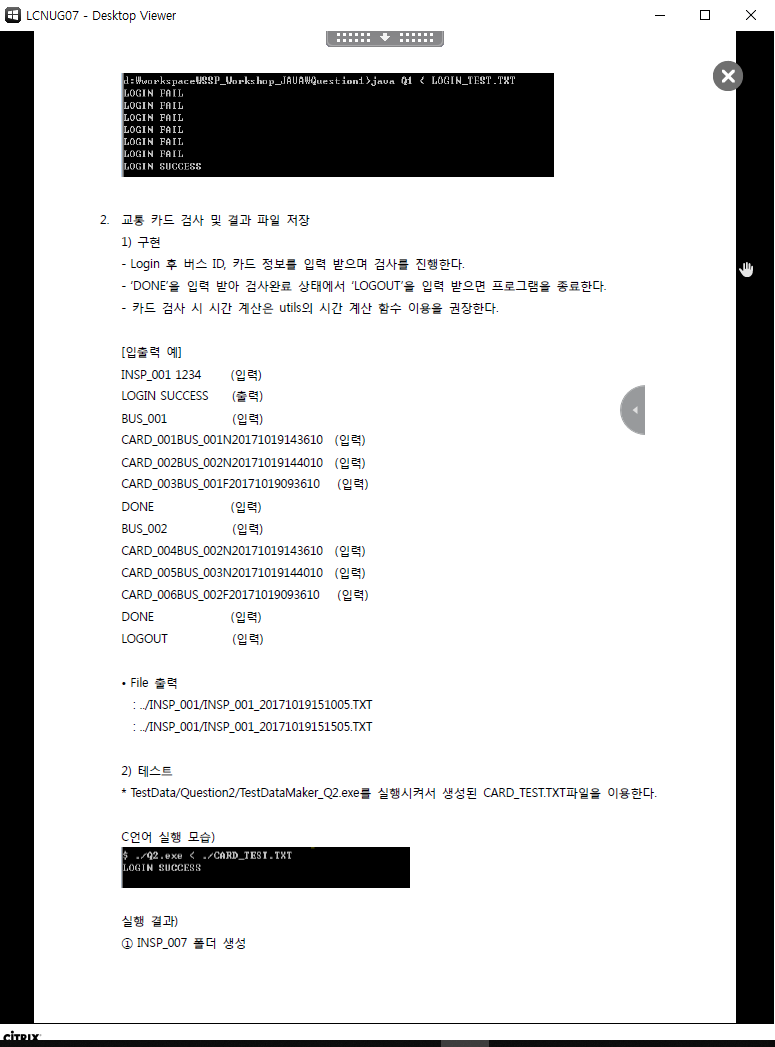 LCNUG07 - Desktop Viewer
d:₩workspace₩SSP_Workshop_JAVA₩Question1>java Q1 < LOGIN_TEST.TXT
LOGIN FAIL
LOGIN FAIL
LOGIN FAIL
LOGIN FAIL
LOGIN FAIL
LOGIN FAIL
LOGIN SUCCESS
2. 교통 카드 검사 및 결과 파일 저장
1) 구현
- Login 후 버스 ID, 카드 정보를 입력 받으며 검사를 진행한다.
- ‘DONE’을 입력 받아 검사완료 상태에서 ‘LOGOUT’을 입력 받으면 프로그램을 종료한다.
- 카드 검사 시 시간 계산은 utils의 시간 계산 함수 이용을 권장한다.
[입출력 예]
INSP_001 1234 (입력)
LOGIN SUCCESS (출력)
BUS_001 (입력)
CARD_001BUS_001N20171019143610 (입력)
CARD_002BUS_002N20171019144010 (입력)
CARD_003BUS_001F20171019093610 (입력)
DONE (입력)
BUS_002 (입력)
CARD_004BUS_002N20171019143610 (입력)
CARD_005BUS_003N20171019144010 (입력)
CARD_006BUS_002F20171019093610 (입력)
DONE (입력)
LOGOUT (입력)
• File 출력
: ../INSP_001/INSP_001_20171019151005.TXT
: ../INSP_001/INSP_001_20171019151505.TXT
2) 테스트
* TestData/Question2/TestDataMaker_Q2.exe를 실행시켜서 생성된 CARD_TEST.TXT파일을 이용한다.
C언어 실행 모습)
$ ./Q2.exe < ./CARD_TEST.TXT
LOGIN SUCCESS
실행 결과)
① INSP_007 폴더 생성
CITRIX